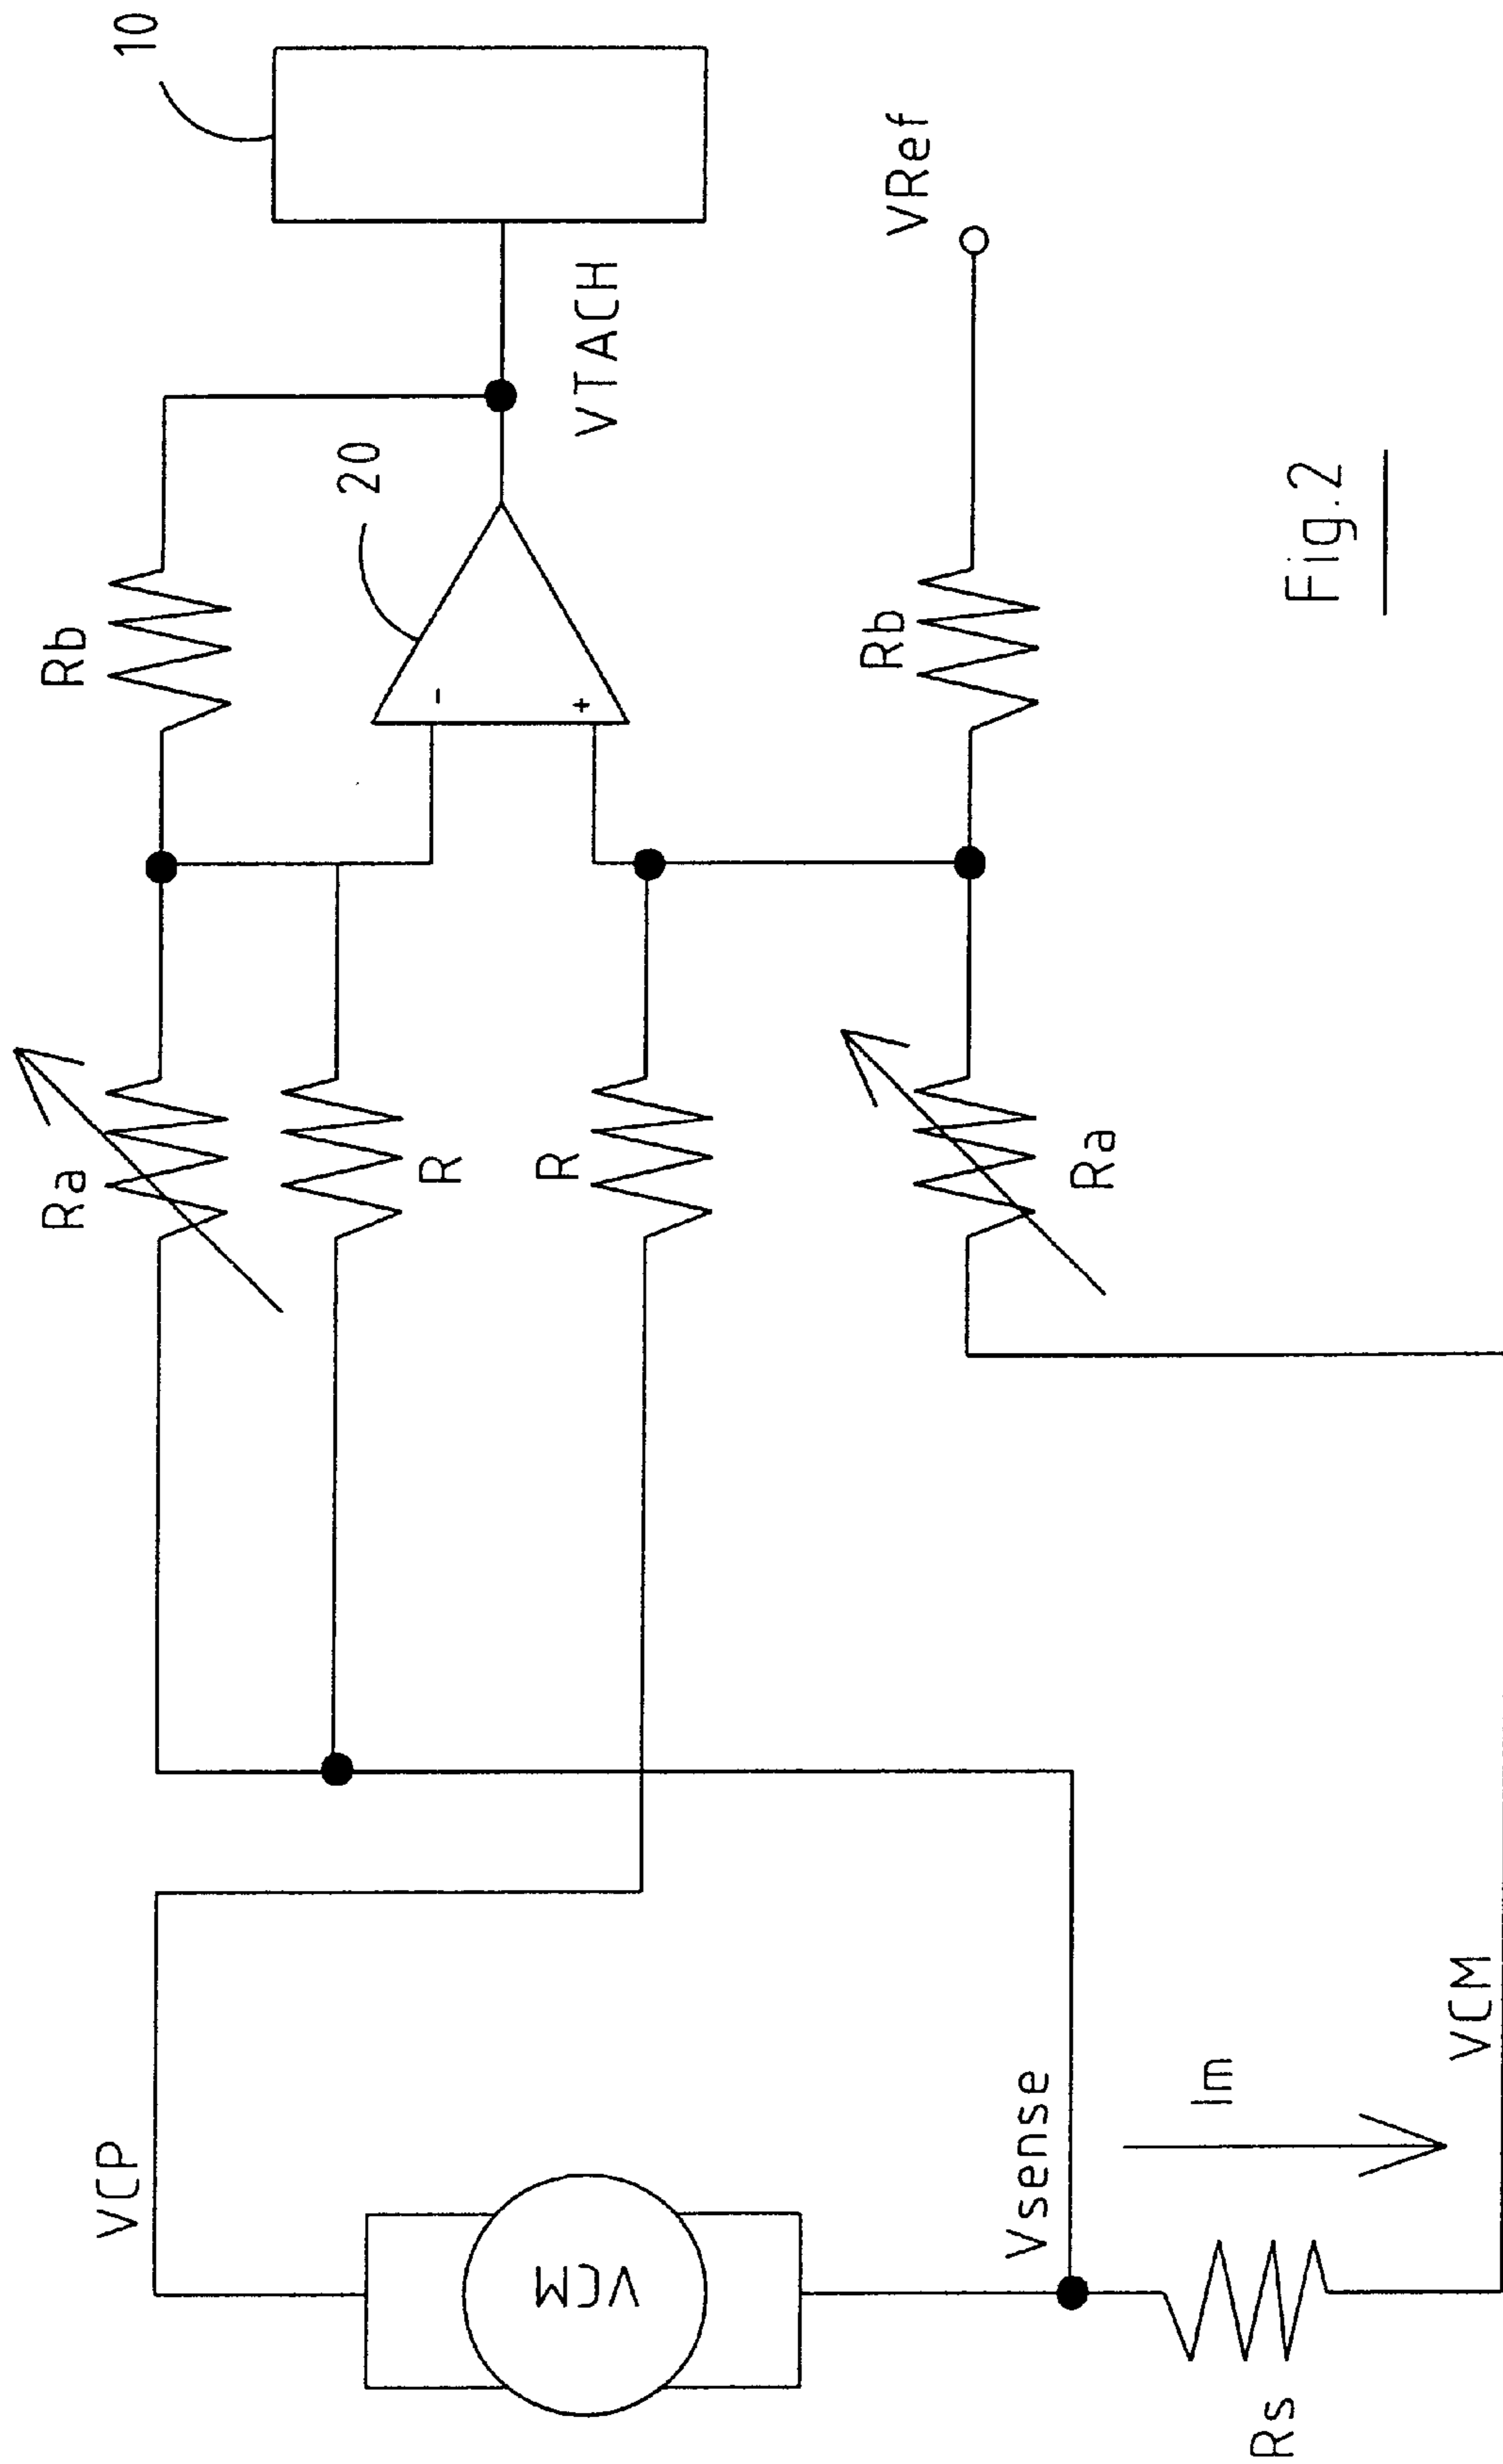 10
Rb
20
VTACH
VRef
Rb
-
+
Ra
R
R
Ra
VCP
VCM
Vsense
Im
VCM
Rs
Fig.2